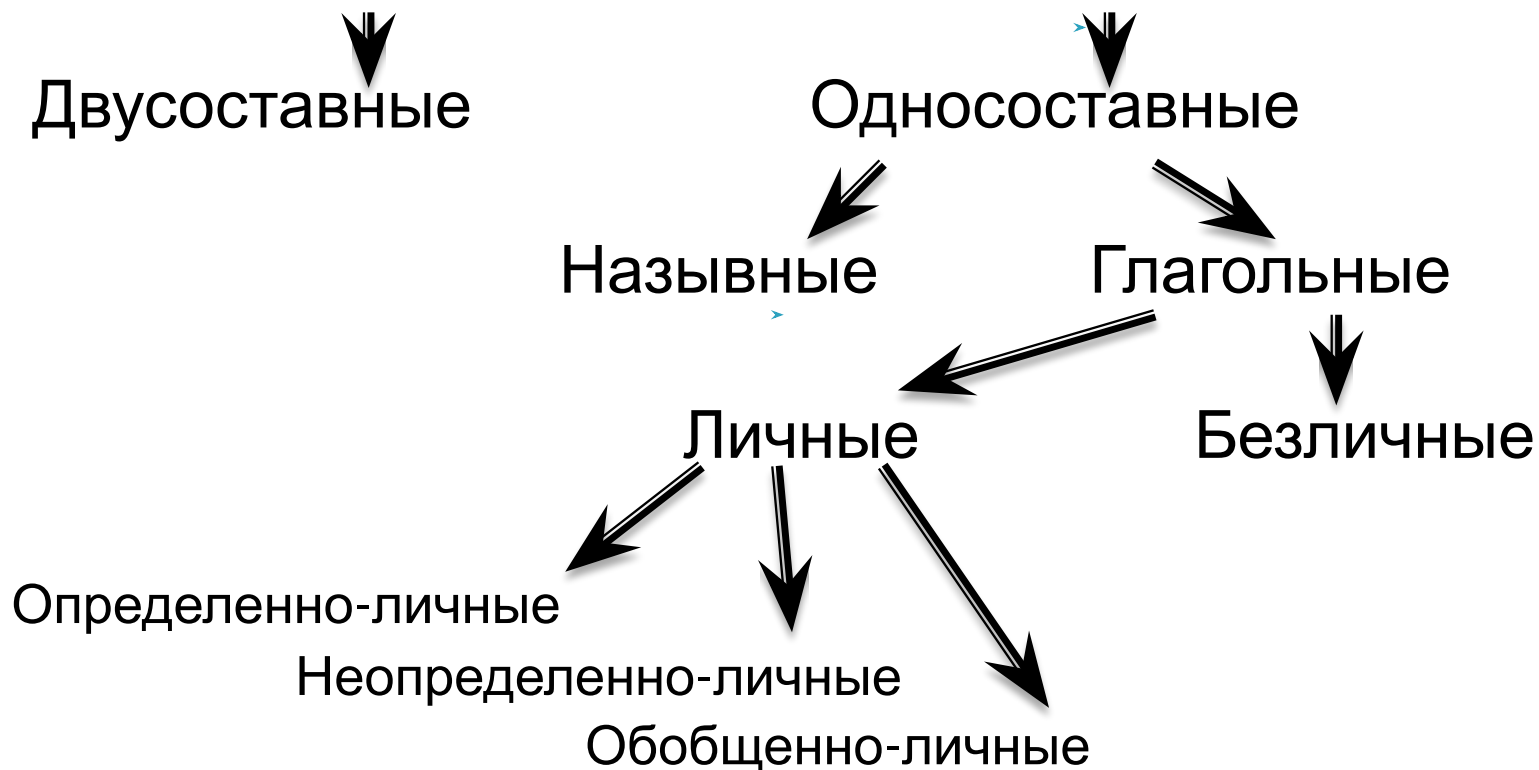 Двусоставные Односоставные
Назывные Глагольные
Личные Безличные
Определенно-личные
Неопределенно-личные
Обобщенно-личные